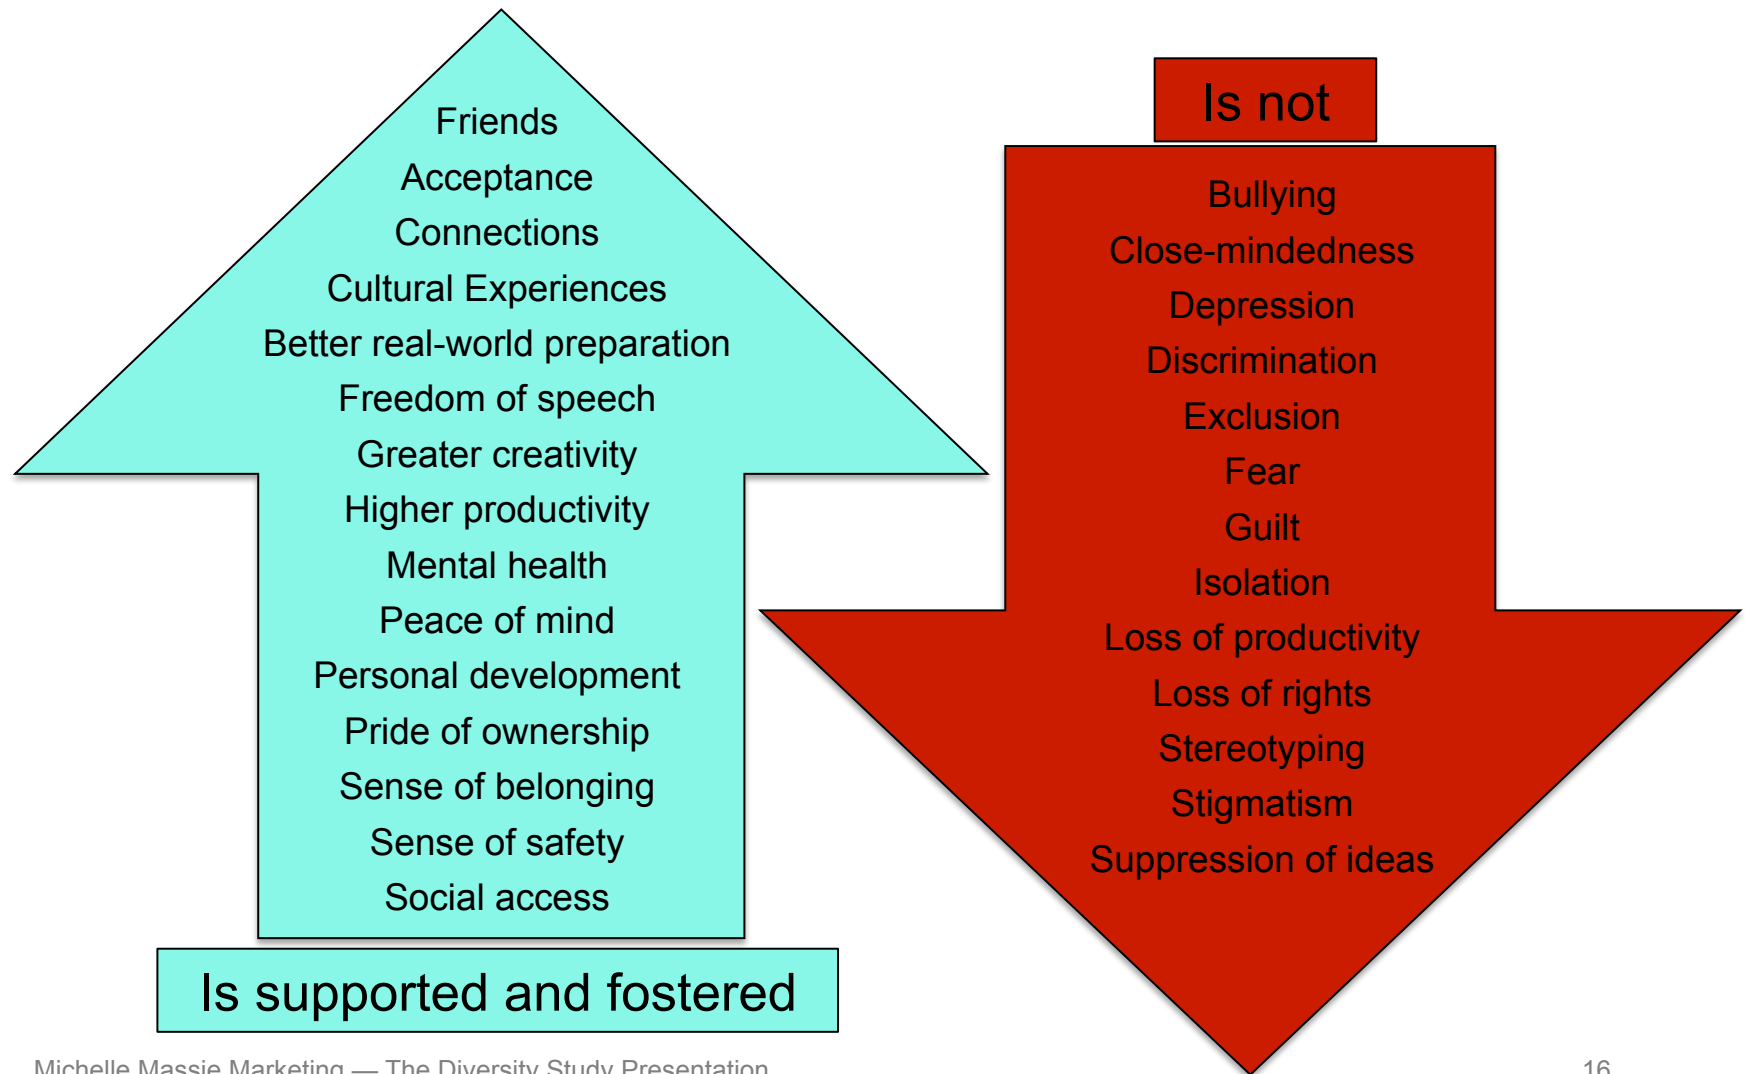 Friends
Acceptance
Connections
Cultural Experiences
Better real-world preparation
Freedom of speech
Greater creativity
Higher productivity
Mental health
Peace of mind
Personal development
Pride of ownership
Sense of belonging
Sense of safety
Social access
Is supported and fostered
Is not
Bullying
Close-mindedness
Depression
Discrimination
Exclusion
Fear
Guilt
Isolation
Loss of productivity
Loss of rights
Stereotyping
Stigmatism
Suppression of ideas
Michelle Massie Marketing — The Diversity Study Presentation
16